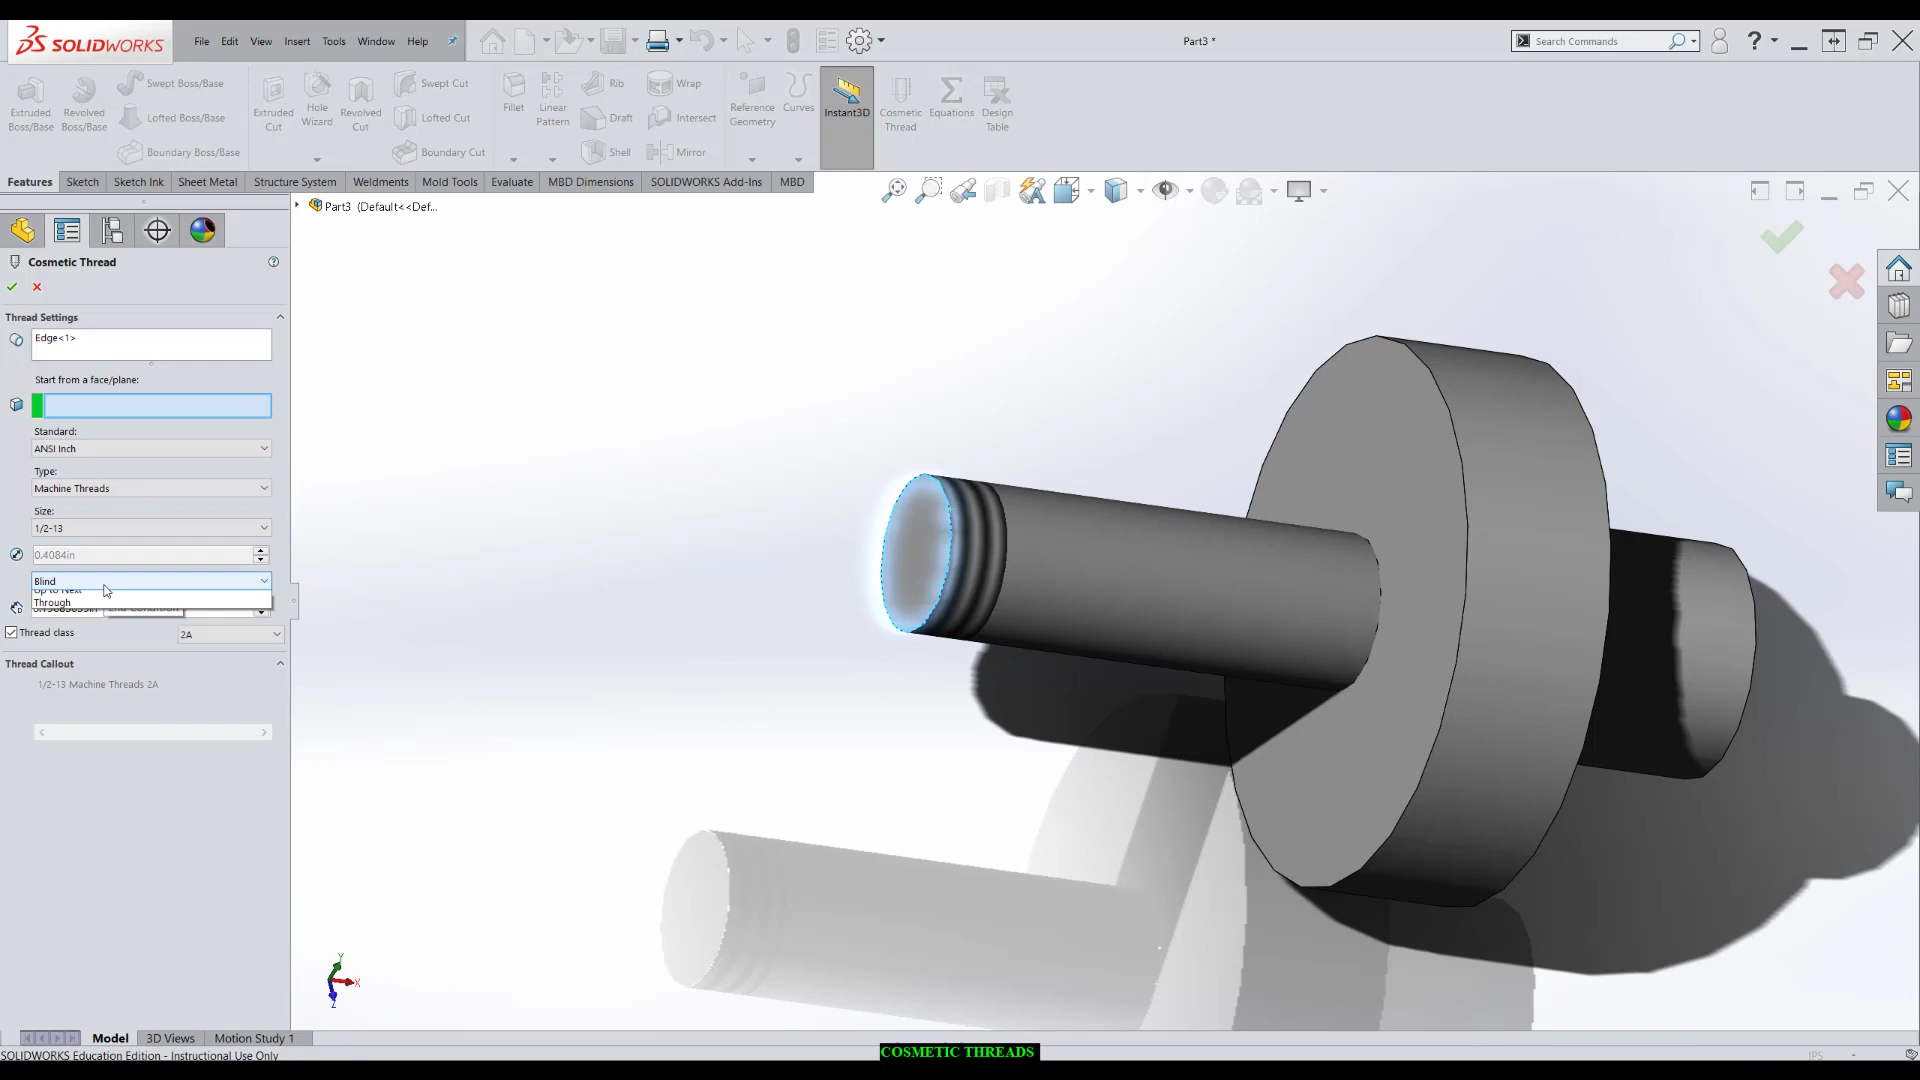 SOLIDWORKS
File Edit View Insert Tools Window Help
Part3 *
Search Commands
Extruded Boss/Base
Revolved Boss/Base
Swept Boss/Base
Lofted Boss/Base
Boundary Boss/Base
Extruded Cut
Hole Wizard
Revolved Cut
Swept Cut
Lofted Cut
Boundary Cut
Fillet
Linear Pattern
Rib
Draft
Shell
Wrap
Intersect
Mirror
Reference Geometry
Curves
Instant3D
Cosmetic Thread
Equations
Design Table
Features Sketch Sketch Ink Sheet Metal Structure System Weldments Mold Tools Evaluate MBD Dimensions SOLIDWORKS Add-Ins MBD
Part3 (Default<<Def...
Cosmetic Thread
Thread Settings
Edge<1>
Start from a face/plane:
Standard:
ANSI Inch
Type:
Machine Threads
Size:
1/2-13
0.4084in
Blind
Up to Next
Through
Thread class 2A
Thread Callout
1/2-13 Machine Threads 2A
Y
X
Z
Model 3D Views Motion Study 1
SOLIDWORKS Education Edition - Instructional Use Only
IPS -
COSMETIC THREADS